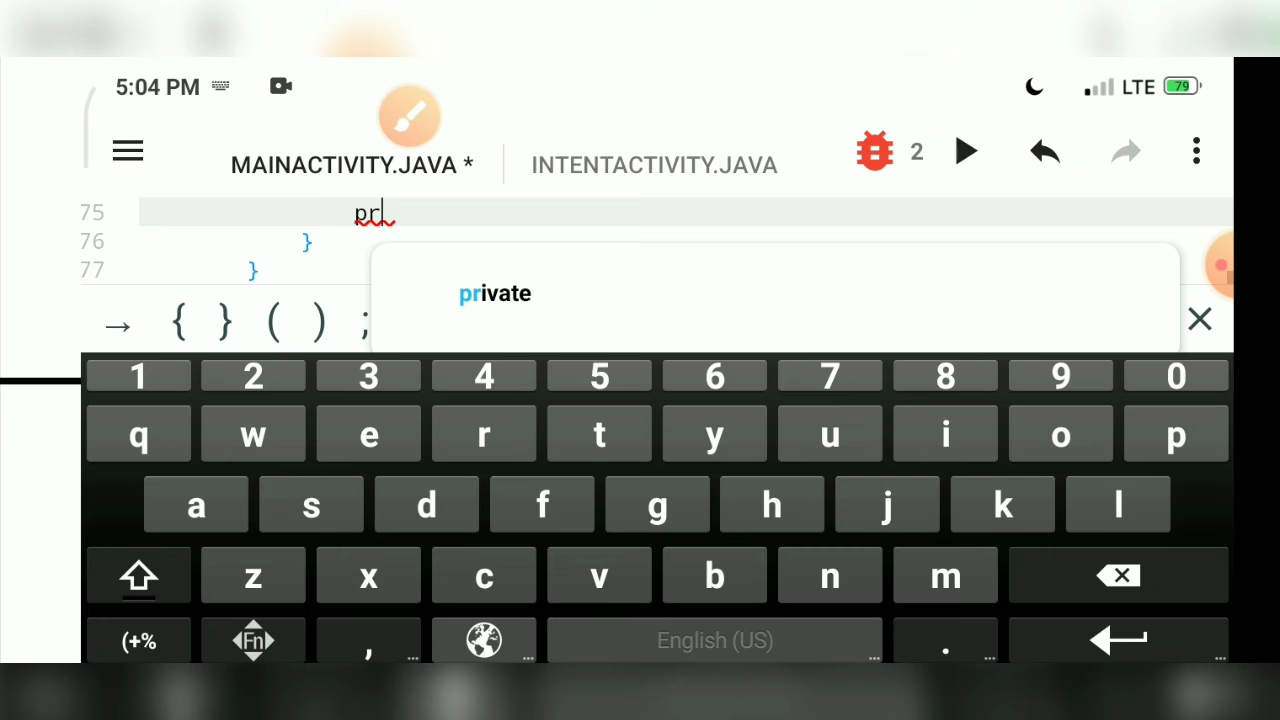 5:04 PM LTE 79
MAINACTIVITY.JAVA * INTENTACTIVITY.JAVA 2
75 pr
76 }
77 }
private
→ { } ( ) ;
1 2 3 4 5 6 7 8 9 0
q w e r t y u i o p
a s d f g h j k l
z x c v b n m
(+% Fn , English (US) .